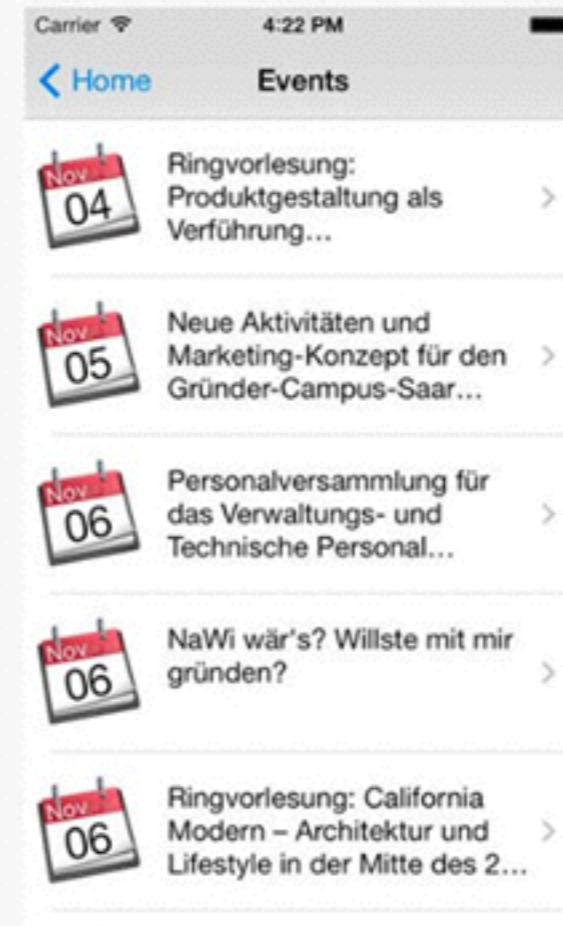 Carrier
4:22 PM
Home
Events
Nov
04
Ringvorlesung:
Produktgestaltung als
Verführung...
Nov
05
Neue Aktivitäten und
Marketing-Konzept für den
Gründer-Campus-Saar...
Nov
06
Personalversammlung für
das Verwaltungs- und
Technische Personal...
Nov
06
NaWi wär's? Willste mit mir
gründen?
Nov
06
Ringvorlesung: California
Modern – Architektur und
Lifestyle in der Mitte des 2...